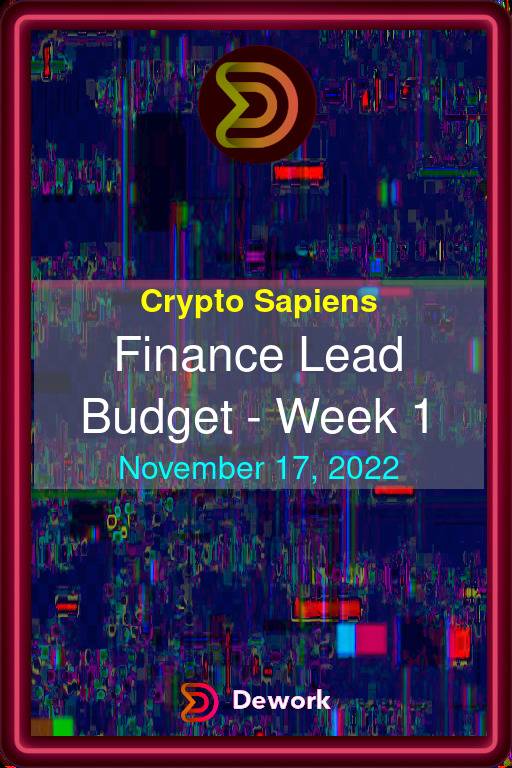 Crypto Sapiens
Finance Lead
Budget - Week 1
November 17, 2022
Dework